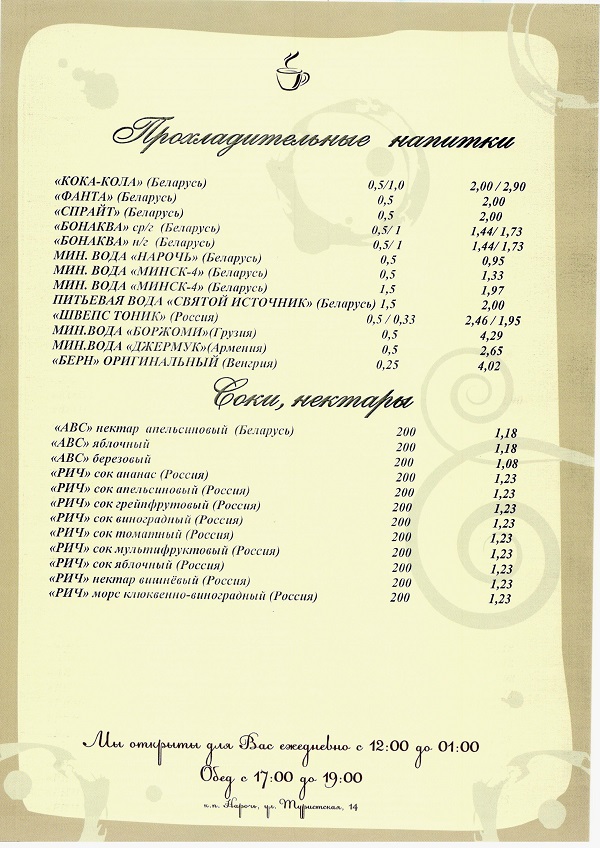 Прохладительные напитки
«КОКА-КОЛА» (Беларусь) 0,5/1,0 2,00 / 2,90
«ФАНТА» (Беларусь) 0,5 2,00
«СПРАЙТ» (Беларусь) 0,5 2,00
«БОНАКВА» ср/г (Беларусь) 0,5/ 1 1,44/ 1,73
«БОНАКВА» н/г (Беларусь) 0,5/ 1 1,44/ 1,73
МИН. ВОДА «НАРОЧЬ» (Беларусь) 0,5 0,95
МИН. ВОДА «МИНСК-4» (Беларусь) 0,5 1,33
МИН. ВОДА «МИНСК-4» (Беларусь) 1,5 1,97
ПИТЬЕВАЯ ВОДА «СВЯТОЙ ИСТОЧНИК» (Беларусь) 1,5 2,00
«ШВЕПС ТОНИК» (Россия) 0,5 / 0,33 2,46 / 1,95
МИН.ВОДА «БОРЖОМИ»(Грузия) 0,5 4,29
МИН.ВОДА «ДЖЕРМУК»(Армения) 0,5 2,65
«БЕРН» ОРИГИНАЛЬНЫЙ (Венгрия) 0,25 4,02
Соки, нектары
«АВС» нектар апельсиновый (Беларусь) 200 1,18
«АВС» яблочный 200 1,18
«АВС» березовый 200 1,08
«РИЧ» сок ананас (Россия) 200 1,23
«РИЧ» сок апельсиновый (Россия) 200 1,23
«РИЧ» сок грейпфрутовый (Россия) 200 1,23
«РИЧ» сок виноградный (Россия) 200 1,23
«РИЧ» сок томатный (Россия) 200 1,23
«РИЧ» сок мультифруктовый (Россия) 200 1,23
«РИЧ» сок яблочный (Россия) 200 1,23
«РИЧ» нектар вишнёвый (Россия) 200 1,23
«РИЧ» морс клюквенно-виноградный (Россия) 200 1,23
Мы открыты для Вас ежедневно с 12:00 до 01:00
Обед с 17:00 до 19:00
к.п. Нарочь, ул. Туристская, 14